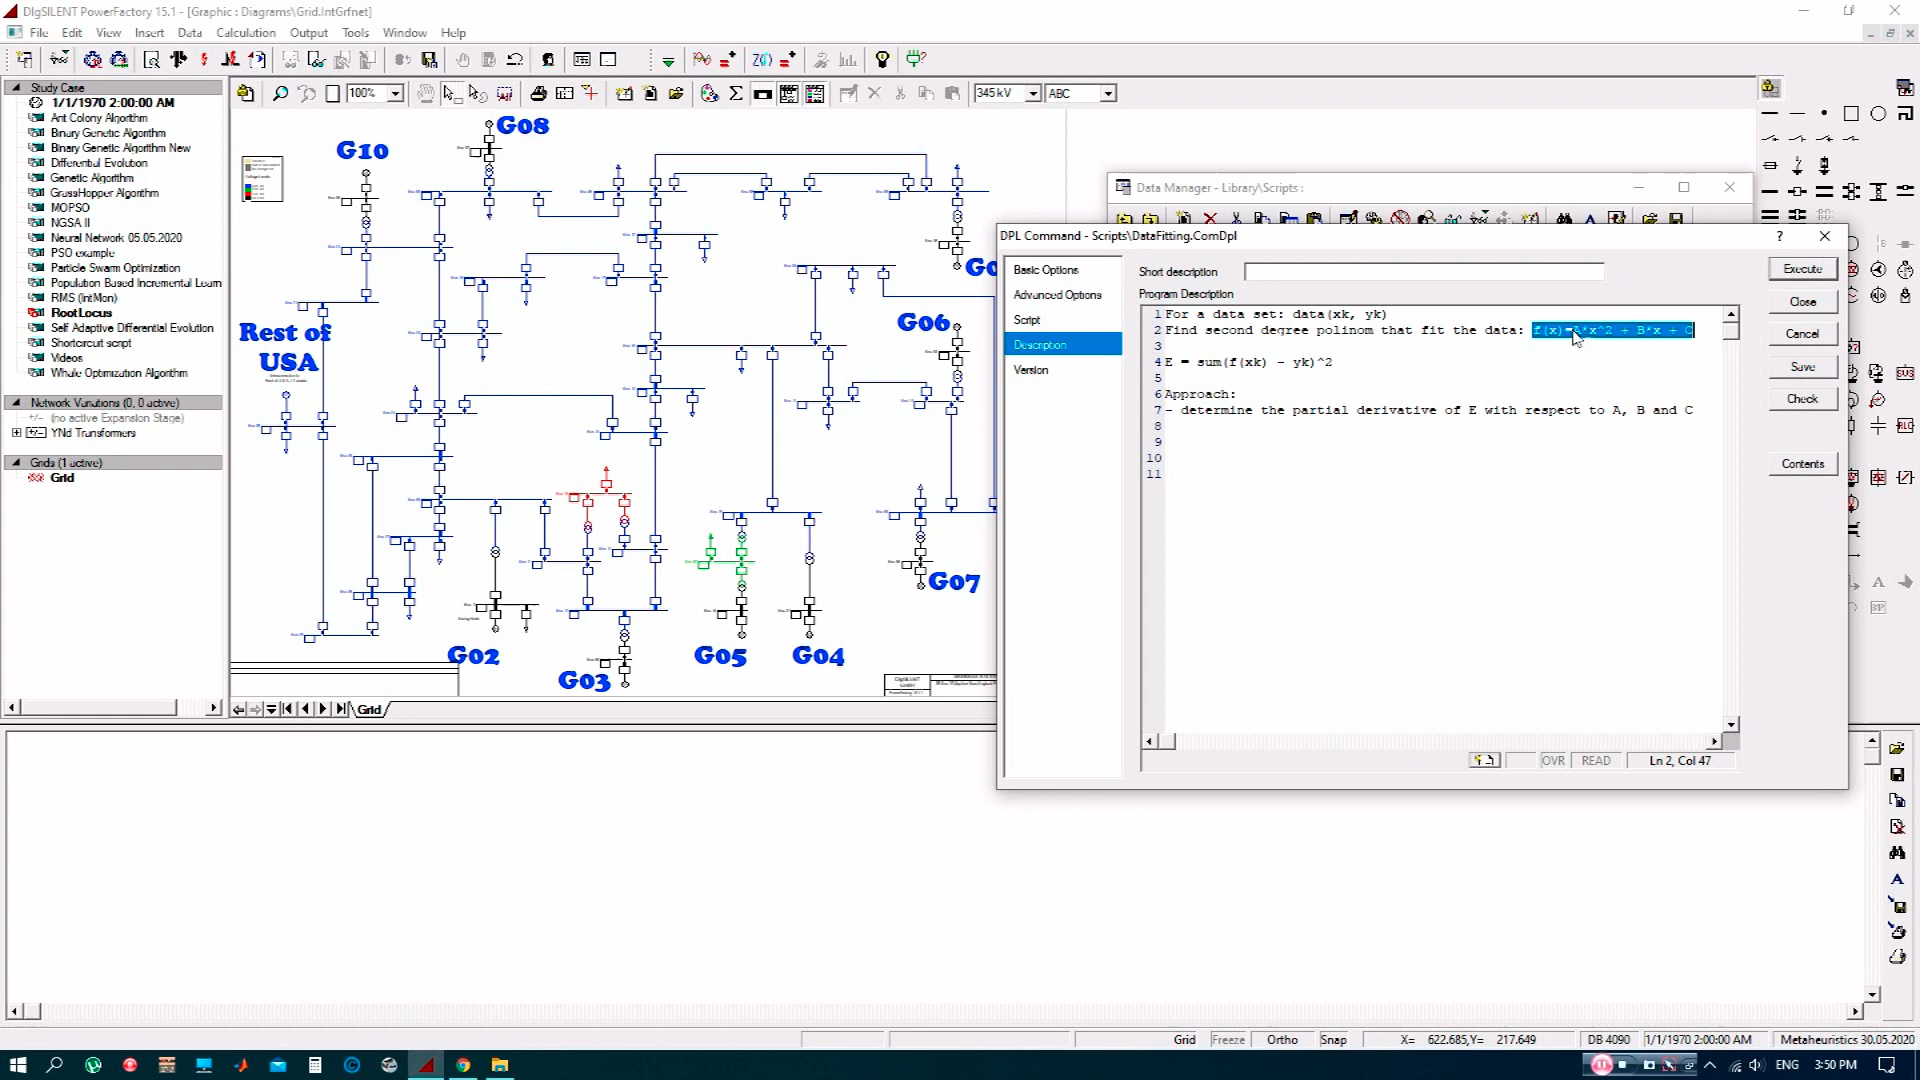 DIgSILENT PowerFactory 15.1 - [Graphic : Diagrams\Grid.IntGrfnet]
File Edit View Insert Data Calculation Output Tools Window Help
100%
345 kV
ABC
Study Case
1/1/1970 2:00:00 AM
Ant Colony Algorithm
Binary Genetic Algorithm
Binary Genetic Algorithm New
Differential Evolution
Genetic Algorithm
GrassHopper Algorithm
MOPSO
NGSA II
Neural Network 05.05.2020
PSO example
Particle Swarm Optimization
Population Based Incremental Learn
RMS (IntMon)
RootLocus
Self Adaptive Differential Evolution
Shortcercuit script
Videos
Whale Optimization Algorithm
Network Variations (0, 0 active)
(no active Expansion Stage)
YNd Transformers
Grids (1 active)
Grid
G10
G08
G06
Rest of
USA
G07
G02
G03
G05
G04
Grid
Data Manager - Library\Scripts :
DPL Command - Scripts\DataFitting.ComDpl
?
Basic Options
Advanced Options
Script
Description
Version
Short description
Program Description
1 For a data set: data(xk, yk)
2 Find second degree polinom that fit the data: f(x)=A*x^2 + B*x + C
3
4 E = sum(f(xk) - yk)^2
5
6 Approach:
7 - determine the partial derivative of E with respect to A, B and C
8
9
10
11
OVR READ Ln 2, Col 47
Execute
Close
Cancel
Save
Check
Contents
Grid Freeze Ortho Snap X= 622.685,Y= 217.649 DB 4090 1/1/1970 2:00:00 AM Metaheuristics 30.05.2020
ENG 3:50 PM